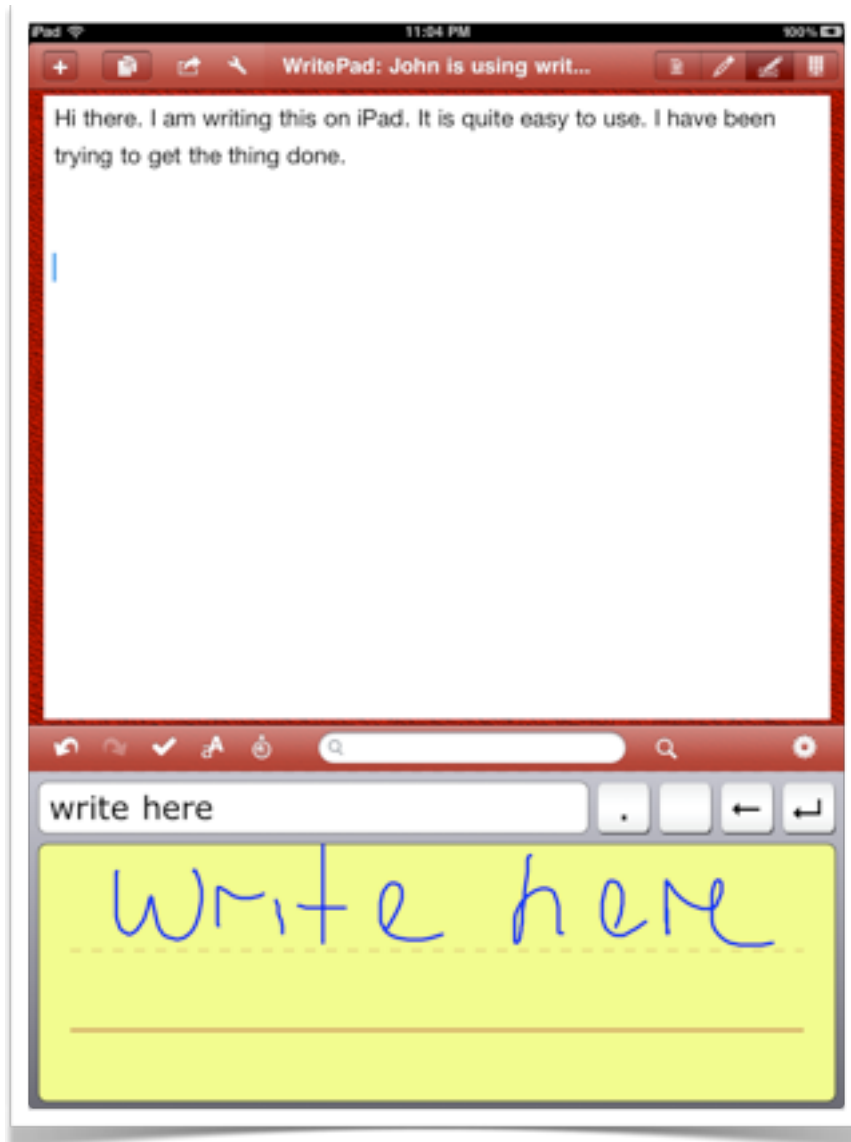 iPad 11:04 PM 100%
WritePad: John is using writ...
Hi there. I am writing this on iPad. It is quite easy to use. I have been
trying to get the thing done.
aA
write here .
write here